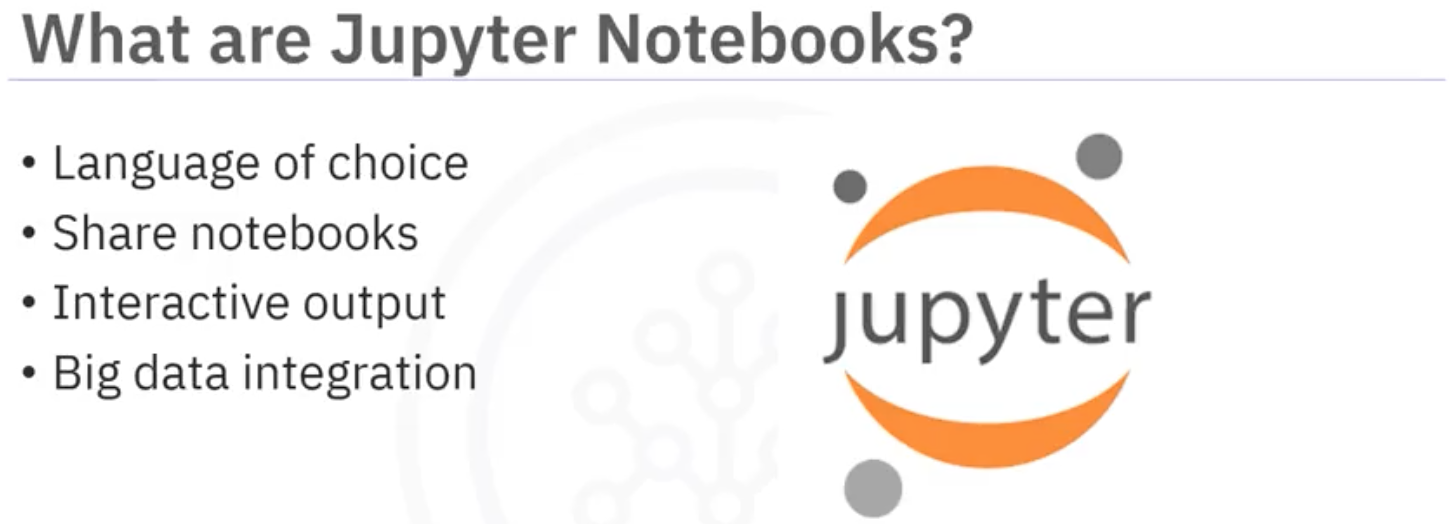 What are Jupyter Notebooks?
• Language of choice
• Share notebooks
• Interactive output
• Big data integration
jupyter